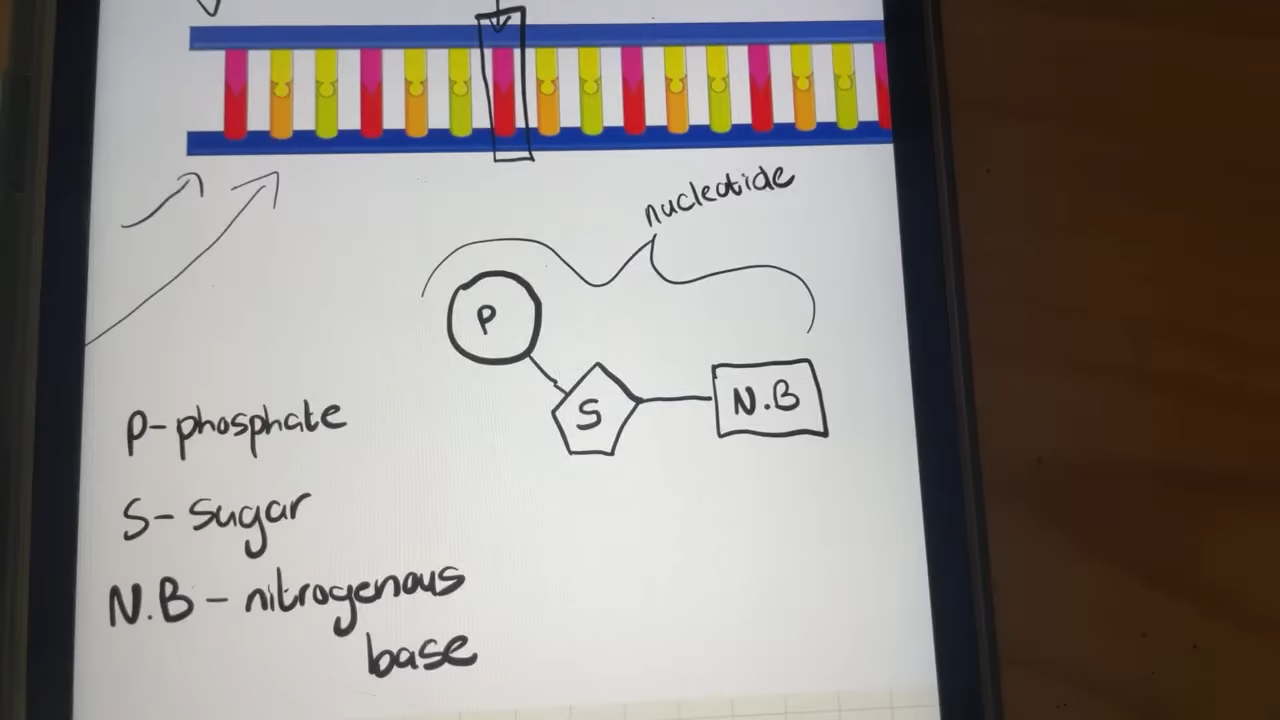 nucleotide
P
S
N.B
P- phosphate
S- sugar
N.B - nitrogenous
base